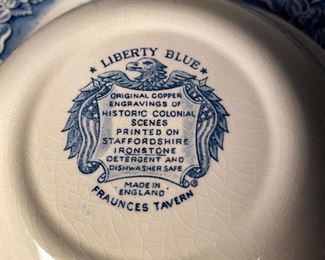 ★ LIBERTY BLUE ★
ORIGINAL COPPER
ENGRAVINGS OF
HISTORIC COLONIAL
SCENES
PRINTED ON
STAFFORDSHIRE
IRONSTONE
DETERGENT AND
DISHWASHER SAFE
MADE IN
ENGLAND ®
FRAUNCES TAVERN